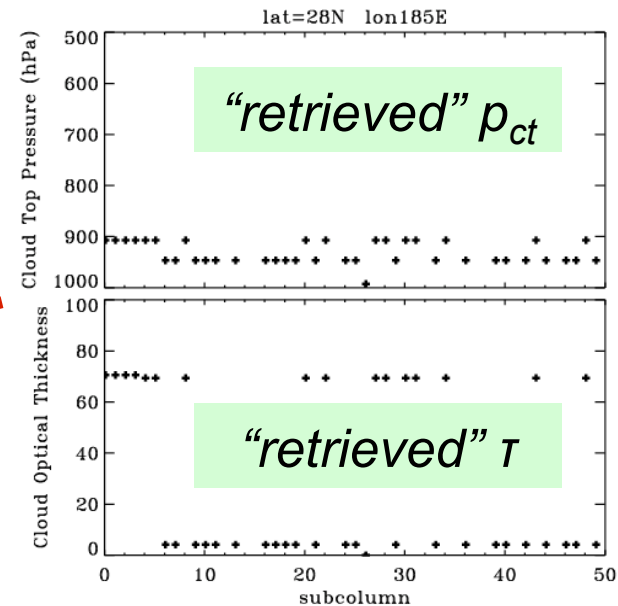 lat=28N lon185E
Cloud Top Pressure (hPa)
500
600
700
800
900
1000
“retrieved” pct
Cloud Optical Thickness
100
80
60
40
20
0
“retrieved” τ
0 10 20 30 40 50
subcolumn